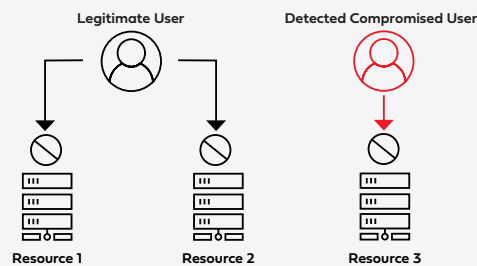 Legitimate User
Detected Compromised User
Resource 1
Resource 2
Resource 3